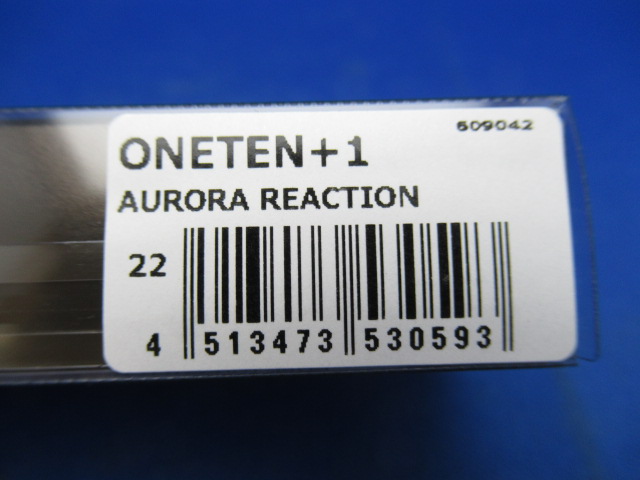 609042
ONETEN+1
AURORA REACTION
22
4 513473 530593